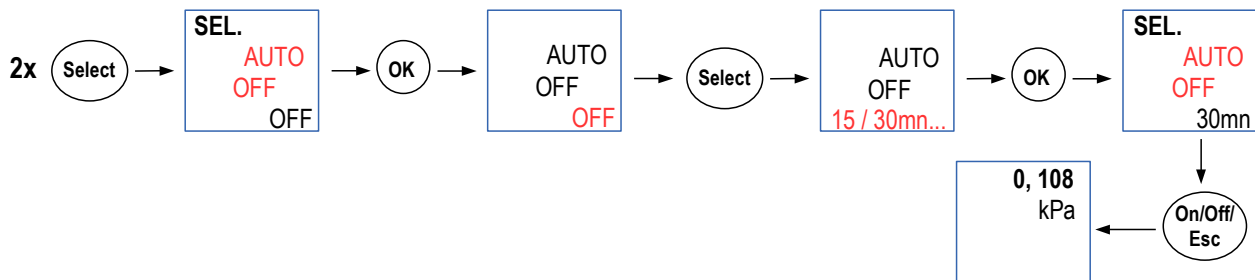 2x
Select
SEL.
AUTO
OFF
OFF
OK
AUTO
OFF
OFF
Select
AUTO
OFF
15 / 30mn...
OK
SEL.
AUTO
OFF
30mn
On/Off/
Esc
0, 108
kPa